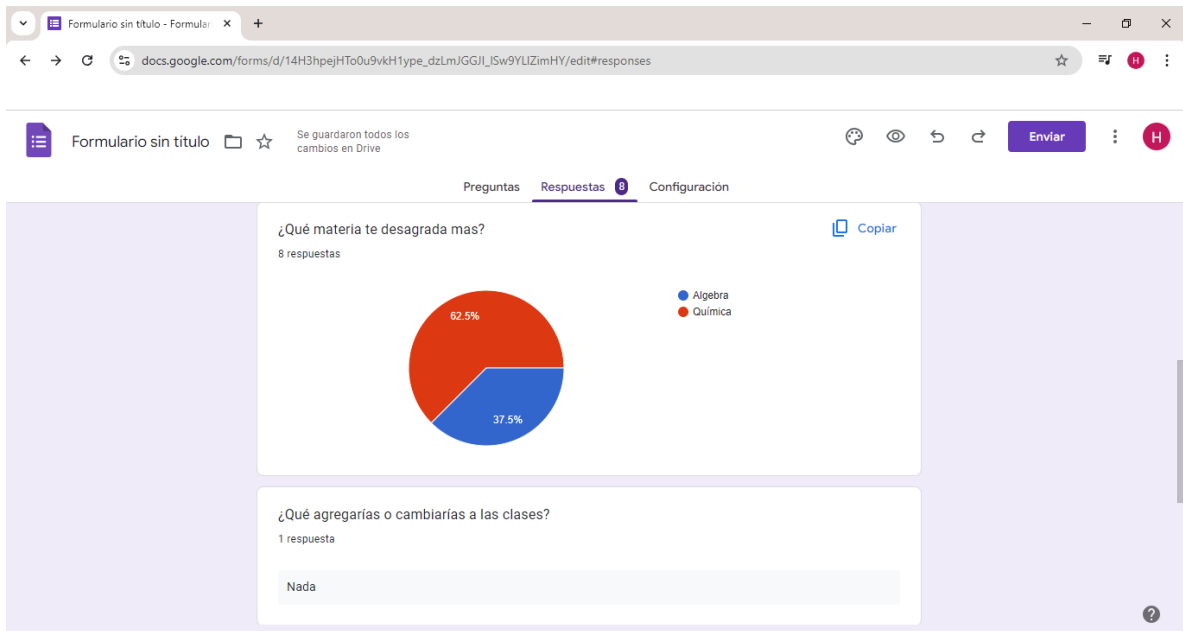 Formulario sin título - Formular
docs.google.com/forms/d/14H3hpejHTo0u9vkH1ype_dzLmJGGJI_ISw9YLIZimHY/edit#responses
H
Formulario sin título
Se guardaron todos los
cambios en Drive
Enviar
H
Preguntas
Respuestas 8
Configuración
¿Qué materia te desagrada mas?
Copiar
8 respuestas
Algebra
Química
62.5%
37.5%
¿Qué agregarías o cambiarías a las clases?
1 respuesta
Nada